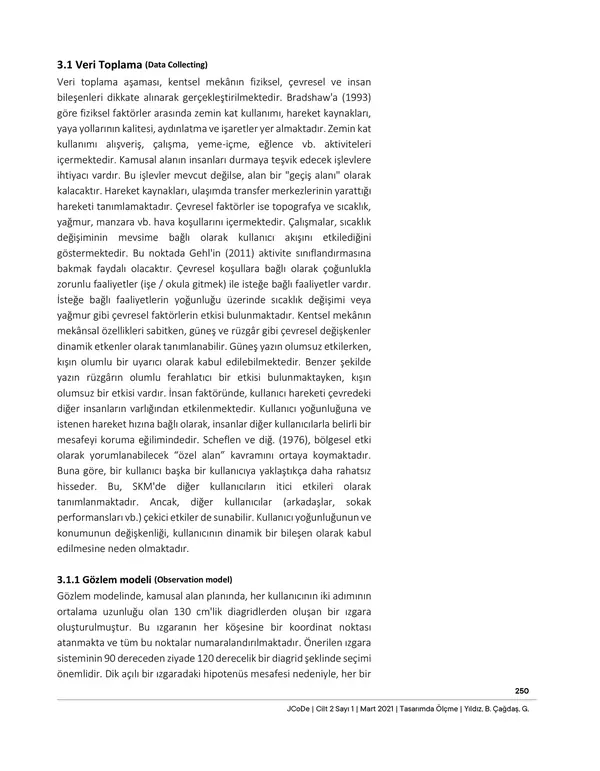 3.1 Veri Toplama (Data Collecting)
Veri toplama aşaması, kentsel mekânın fiziksel, çevresel ve insan
bileşenleri dikkate alınarak gerçekleştirilmektedir. Bradshaw'a (1993)
göre fiziksel faktörler arasında zemin kat kullanımı, hareket kaynakları,
yaya yollarının kalitesi, aydınlatma ve işaretler yer almaktadır. Zemin kat
kullanımı alışveriş, çalışma, yeme-içme, eğlence vb. aktiviteleri
içermektedir. Kamusal alanın insanları durmaya teşvik edecek işlevlere
ihtiyacı vardır. Bu işlevler mevcut değilse, alan bir "geçiş alanı" olarak
kalacaktır. Hareket kaynakları, ulaşımda transfer merkezlerinin yarattığı
hareketi tanımlamaktadır. Çevresel faktörler ise topografya ve sıcaklık,
yağmur, manzara vb. hava koşullarını içermektedir. Çalışmalar, sıcaklık
değişiminin mevsime bağlı olarak kullanıcı akışını etkilediğini
göstermektedir. Bu noktada Gehl'in (2011) aktivite sınıflandırmasına
bakmak faydalı olacaktır. Çevresel koşullara bağlı olarak çoğunlukla
zorunlu faaliyetler (işe / okula gitmek) ile isteğe bağlı faaliyetler vardır.
İsteğe bağlı faaliyetlerin yoğunluğu üzerinde sıcaklık değişimi veya
yağmur gibi çevresel faktörlerin etkisi bulunmaktadır. Kentsel mekânın
mekânsal özellikleri sabitken, güneş ve rüzgâr gibi çevresel değişkenler
dinamik etkenler olarak tanımlanabilir. Güneş yazın olumsuz etkilerken,
kışın olumlu bir uyarıcı olarak kabul edilebilmektedir. Benzer şekilde
yazın rüzgârın olumlu ferahlatıcı bir etkisi bulunmaktayken, kışın
olumsuz bir etkisi vardır. İnsan faktöründe, kullanıcı hareketi çevredeki
diğer insanların varlığından etkilenmektedir. Kullanıcı yoğunluğuna ve
istenen hareket hızına bağlı olarak, insanlar diğer kullanıcılarla belirli bir
mesafeyi koruma eğilimindedir. Scheflen ve diğ. (1976), bölgesel etki
olarak yorumlanabilecek “özel alan” kavramını ortaya koymaktadır.
Buna göre, bir kullanıcı başka bir kullanıcıya yaklaştıkça daha rahatsız
hisseder. Bu, SKM'de diğer kullanıcıların itici etkileri olarak
tanımlanmaktadır. Ancak, diğer kullanıcılar (arkadaşlar, sokak
performansları vb.) çekici etkiler de sunabilir. Kullanıcı yoğunluğunun ve
konumunun değişkenliği, kullanıcının dinamik bir bileşen olarak kabul
edilmesine neden olmaktadır.
3.1.1 Gözlem modeli (Observation model)
Gözlem modelinde, kamusal alan planında, her kullanıcının iki adımının
ortalama uzunluğu olan 130 cm'lik diagridlerden oluşan bir ızgara
oluşturulmuştur. Bu ızgaranın her köşesine bir koordinat noktası
atanmakta ve tüm bu noktalar numaralandırılmaktadır. Önerilen ızgara
sisteminin 90 dereceden ziyade 120 derecelik bir diagrid şeklinde seçimi
önemlidir. Dik açılı bir ızgaradaki hipotenüs mesafesi nedeniyle, her bir
250
JCoDe | Cilt 2 Sayı 1 | Mart 2021 | Tasarımda Ölçme | Yıldız, B. Çağdaş, G.